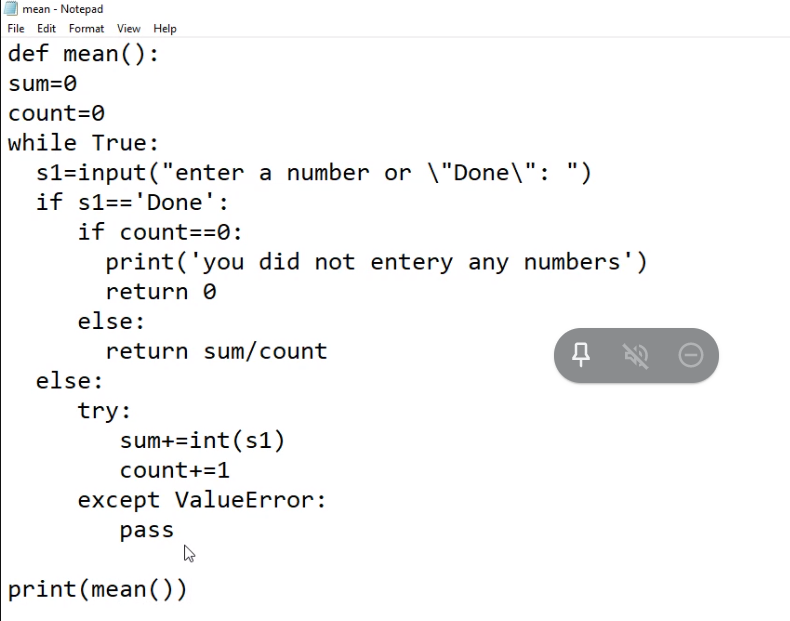 mean - Notepad
File Edit Format View Help
def mean():
sum=0
count=0
while True:
  s1=input("enter a number or \"Done\": ")
  if s1=='Done':
     if count==0:
       print('you did not entery any numbers')
       return 0
     else:
       return sum/count
  else:
     try:
        sum+=int(s1)
        count+=1
     except ValueError:
        pass

print(mean())